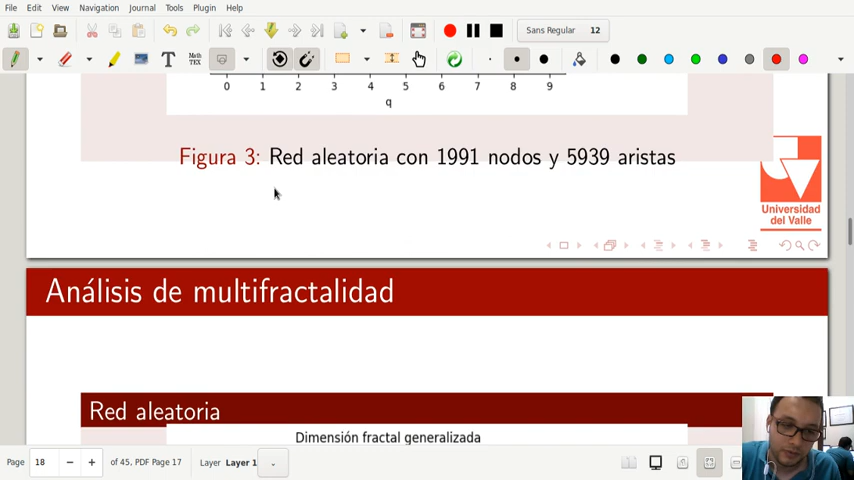 File Edit View Navigation Journal Tools Plugin Help
Sans Regular 12
T Math TEX
0 1 2 3 4 5 6 7 8 9
q
Figura 3: Red aleatoria con 1991 nodos y 5939 aristas
Universidad
del Valle
Análisis de multifractalidad
Red aleatoria
Dimensión fractal generalizada
Page 18 - + of 45, PDF Page 17 Layer Layer 1